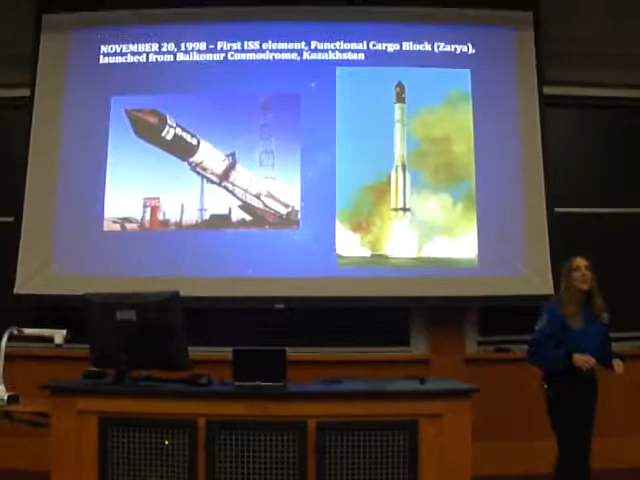 NOVEMBER 20, 1998 – First ISS element, Functional Cargo Block (Zarya),
launched from Baikonur Cosmodrome, Kazakhstan